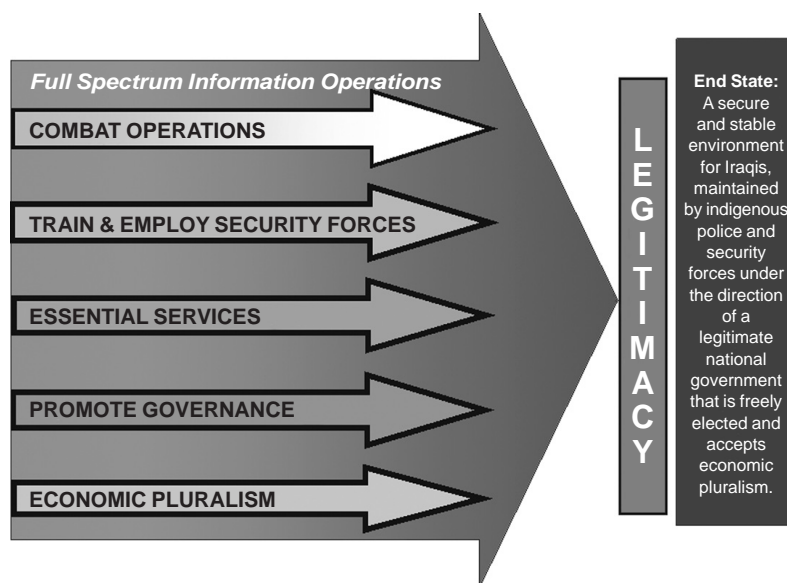 Full Spectrum Information Operations
COMBAT OPERATIONS
TRAIN & EMPLOY SECURITY FORCES
ESSENTIAL SERVICES
PROMOTE GOVERNANCE
ECONOMIC PLURALISM
LEGITIMACY
End State:
A secure
and stable
environment
for Iraqis,
maintained
by indigenous
police and
security
forces under
the direction
of a
legitimate
national
government
that is freely
elected and
accepts
economic
pluralism.